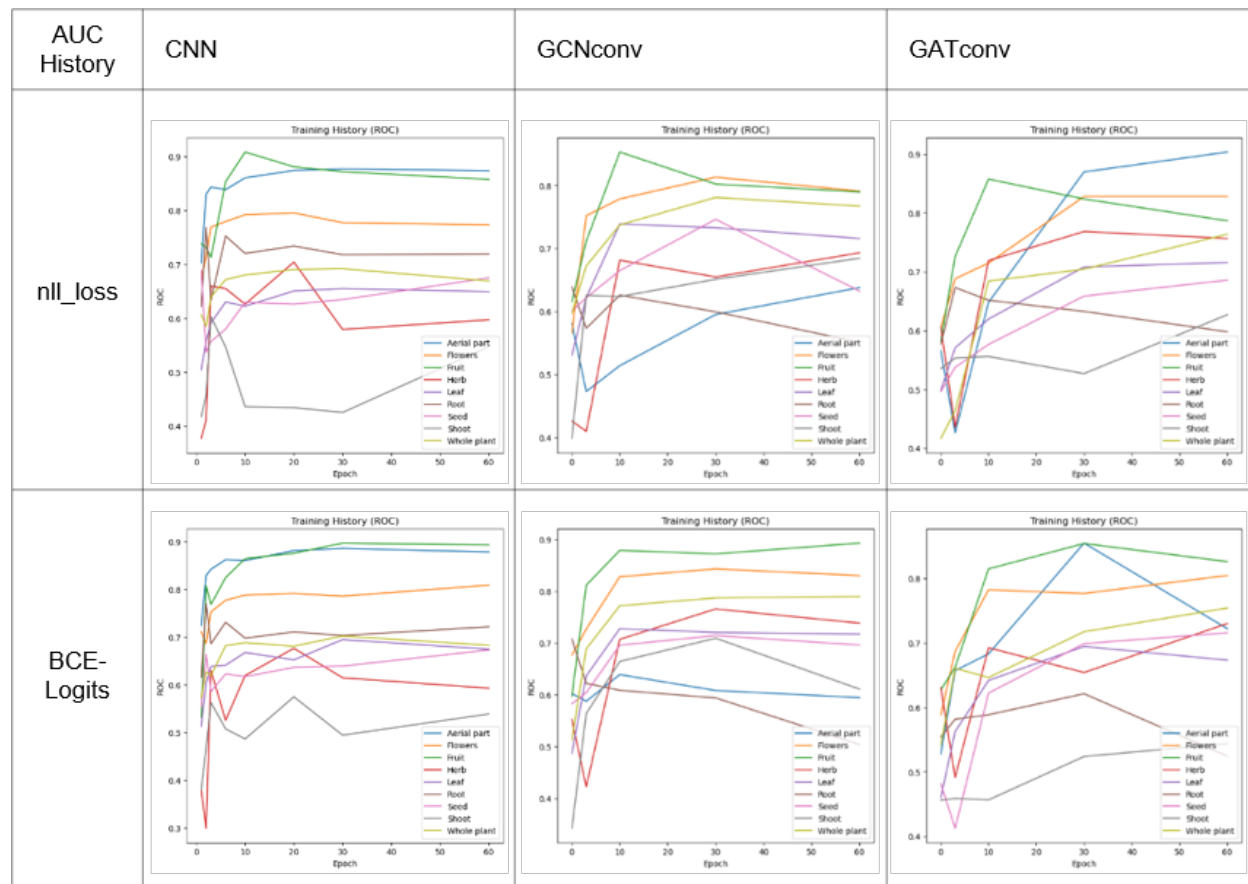 AUC
History
CNN
GCNconv
GATconv
nll_loss
Training History (ROC)
ROC
0.9
0.8
0.7
0.6
0.5
0.4
0 10 20 30 40 50 60
Epoch
Aerial part
Flowers
Fruit
Herb
Leaf
Root
Seed
Shoot
Whole plant
Training History (ROC)
ROC
0.8
0.7
0.6
0.5
0.4
0 10 20 30 40 50 60
Epoch
Aerial part
Flowers
Fruit
Herb
Leaf
Root
Seed
Shoot
Whole plant
Training History (ROC)
ROC
0.9
0.8
0.7
0.6
0.5
0.4
0 10 20 30 40 50 60
Epoch
Aerial part
Flowers
Fruit
Herb
Leaf
Root
Seed
Shoot
Whole plant
BCE-
Logits
Training History (ROC)
ROC
0.9
0.8
0.7
0.6
0.5
0.4
0.3
0 10 20 30 40 50 60
Epoch
Aerial part
Flowers
Fruit
Herb
Leaf
Root
Seed
Shoot
Whole plant
Training History (ROC)
ROC
0.9
0.8
0.7
0.6
0.5
0.4
0 10 20 30 40 50 60
Epoch
Aerial part
Flowers
Fruit
Herb
Leaf
Root
Seed
Shoot
Whole plant
Training History (ROC)
ROC
0.8
0.7
0.6
0.5
0.4
0 10 20 30 40 50 60
Epoch
Aerial part
Flowers
Fruit
Herb
Leaf
Root
Seed
Shoot
Whole plant